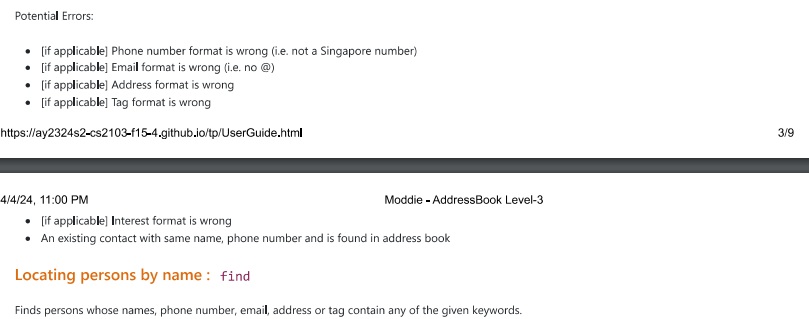 Potential Errors:
[if applicable] Phone number format is wrong (i.e. not a Singapore number)
[if applicable] Email format is wrong (i.e. no @)
[if applicable] Address format is wrong
[if applicable] Tag format is wrong
https://ay2324s2-cs2103-f15-4.github.io/tp/UserGuide.html 3/9
4/4/24, 11:00 PM Moddie - AddressBook Level-3
[if applicable] Interest format is wrong
An existing contact with same name, phone number and is found in address book
Locating persons by name : find
Finds persons whose names, phone number, email, address or tag contain any of the given keywords.